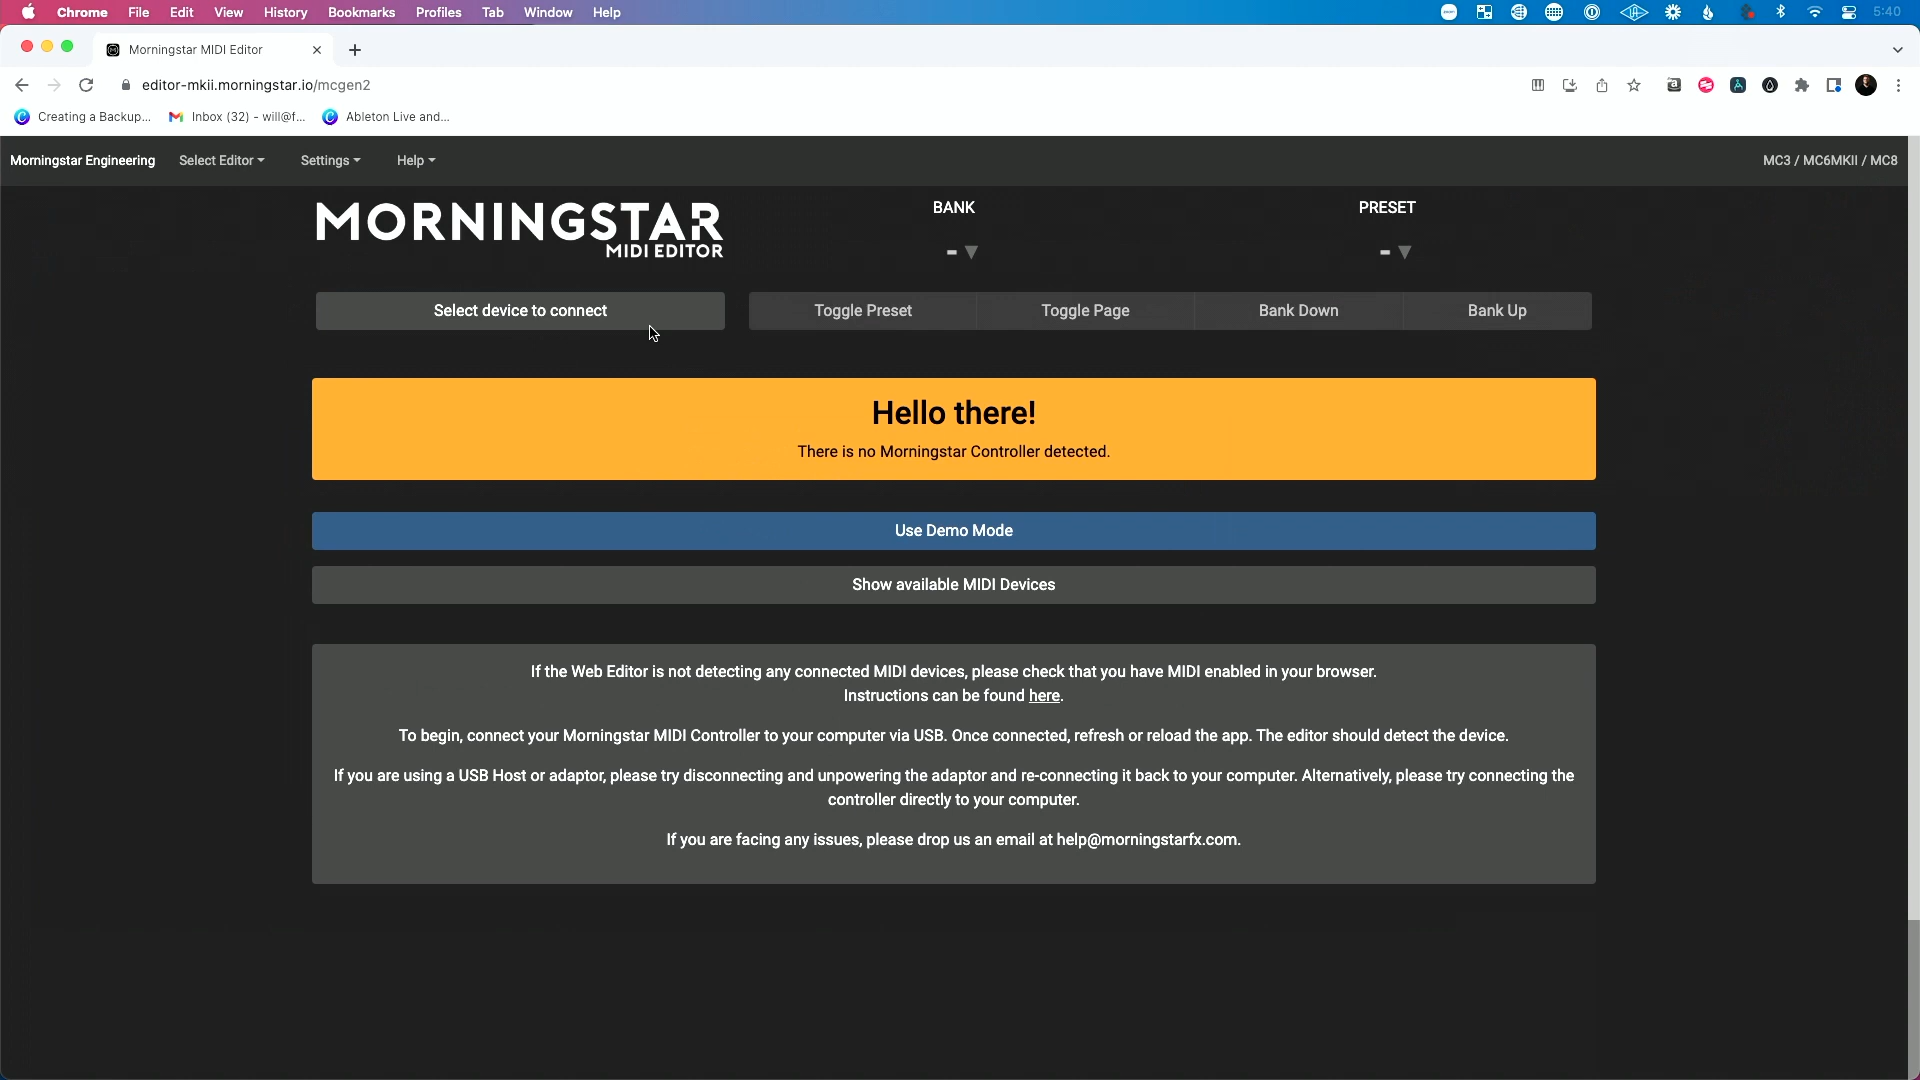 Chrome File Edit View History Bookmarks Profiles Tab Window Help 5:40
Morningstar MIDI Editor
editor-mkii.morningstar.io/mcgen2
Creating a Backup... Inbox (32) - will@f... Ableton Live and...
Morningstar Engineering Select Editor Settings Help MC3 / MC6MKII / MC8
MORNINGSTAR
MIDI EDITOR
BANK PRESET
- -
Select device to connect Toggle Preset Toggle Page Bank Down Bank Up
Hello there!
There is no Morningstar Controller detected.
Use Demo Mode
Show available MIDI Devices
If the Web Editor is not detecting any connected MIDI devices, please check that you have MIDI enabled in your browser.
Instructions can be found here.
To begin, connect your Morningstar MIDI Controller to your computer via USB. Once connected, refresh or reload the app. The editor should detect the device.
If you are using a USB Host or adaptor, please try disconnecting and unpowering the adaptor and re-connecting it back to your computer. Alternatively, please try connecting the
controller directly to your computer.
If you are facing any issues, please drop us an email at help@morningstarfx.com.